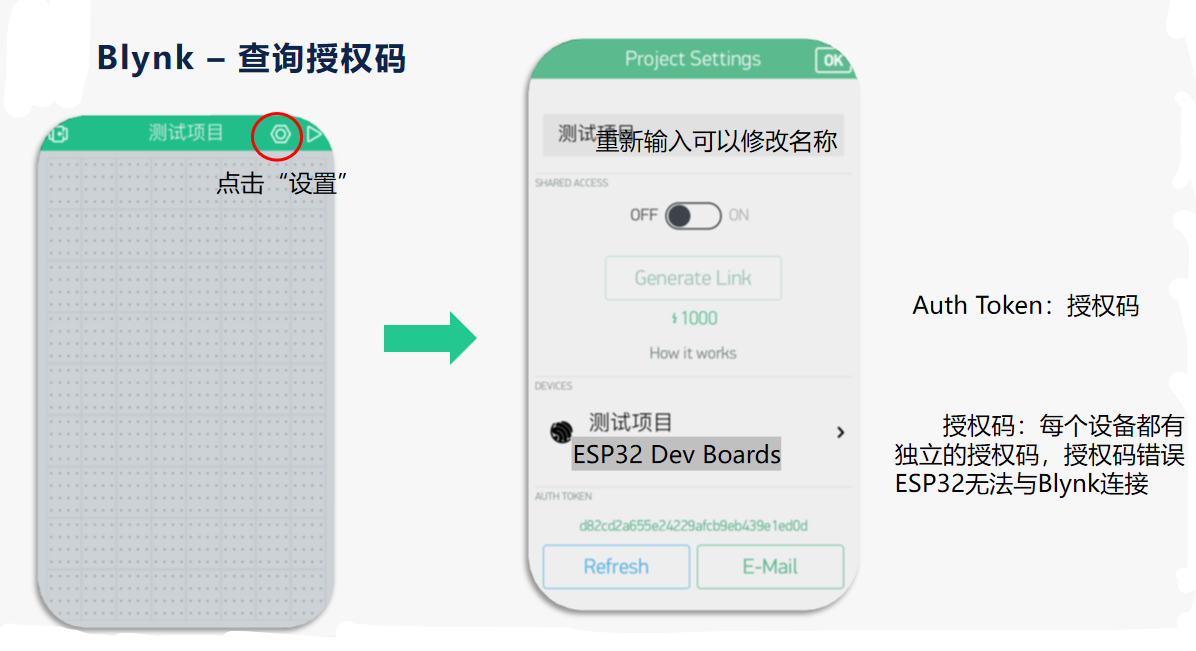 Blynk – 查询授权码
测试项目
点击“设置”
Project Settings
OK
测试项目
重新输入可以修改名称
SHARED ACCESS
OFF
ON
Generate Link
1000
How it works
DEVICES
测试项目
ESP32 Dev Boards
AUTH TOKEN
d82cd2a655e24229afcb9eb439e1ed0d
Refresh
E-Mail
Auth Token：授权码
授权码：每个设备都有
独立的授权码，授权码错误
ESP32无法与Blynk连接